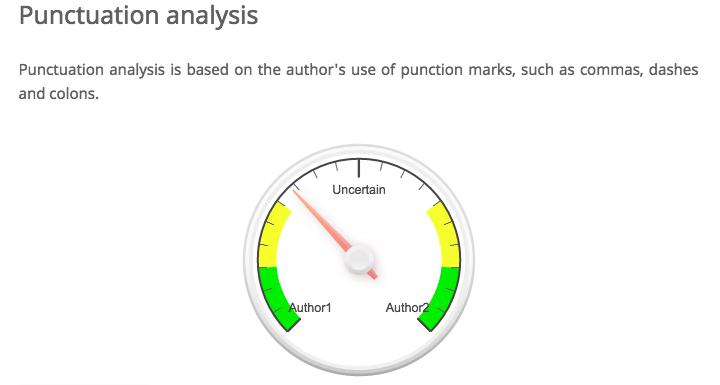 Punctuation analysis
Punctuation analysis is based on the author's use of punction marks, such as commas, dashes
and colons.
Uncertain
Author1 Author2